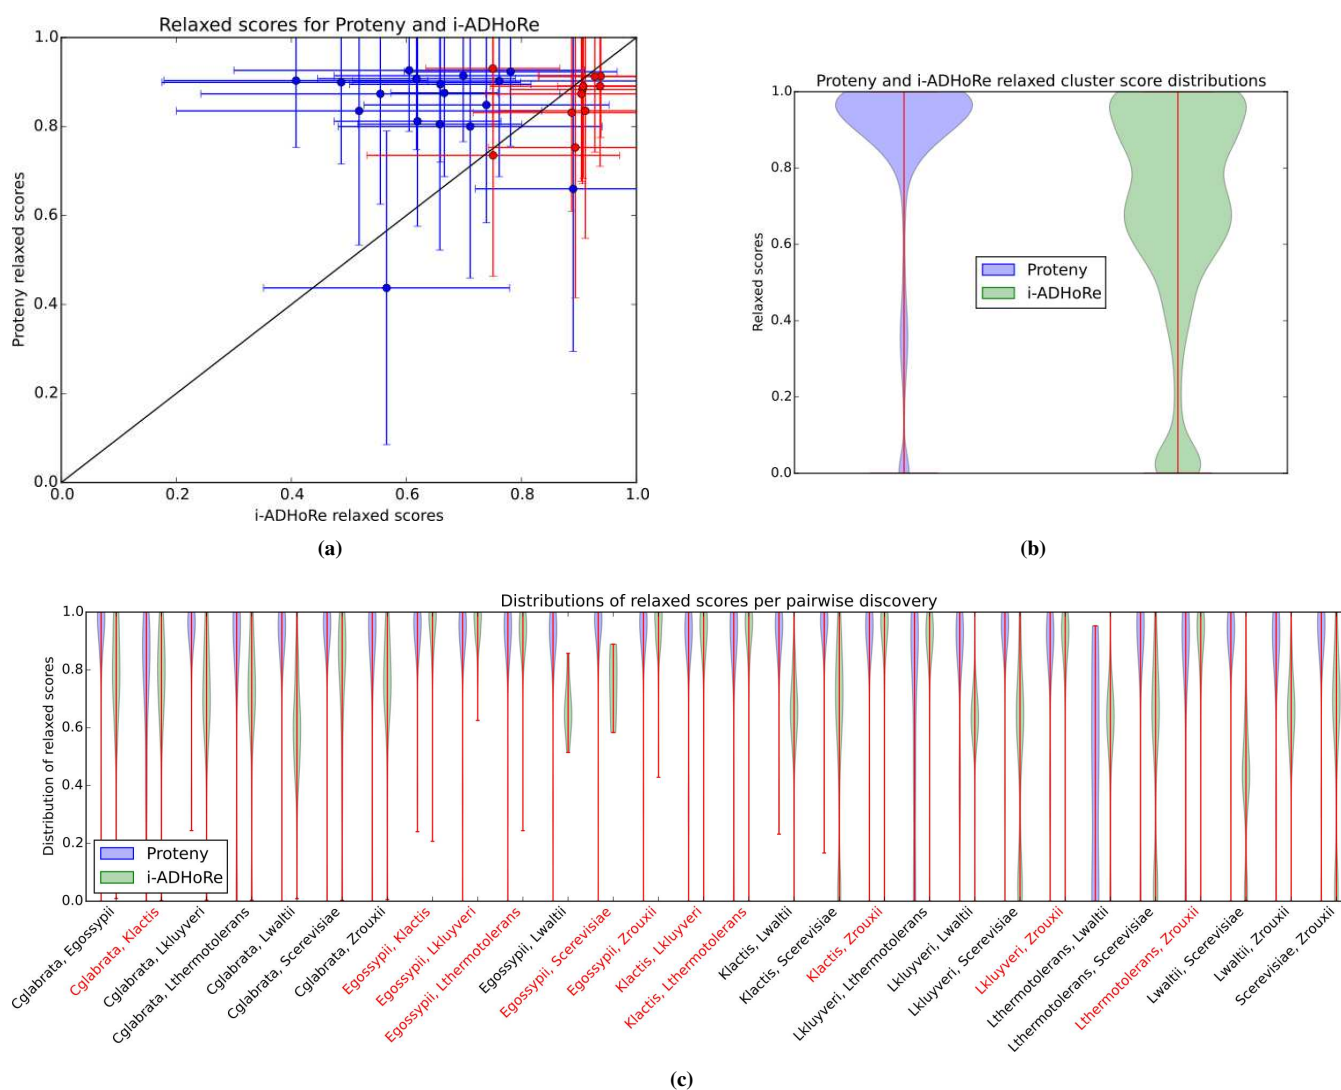 Relaxed scores for Proteny and i-ADHoRe
1.0
0.8
0.6
0.4
0.2
0.0
Proteny relaxed scores
0.0 0.2 0.4 0.6 0.8 1.0
i-ADHoRe relaxed scores
(a)
Proteny and i-ADHoRe relaxed cluster score distributions
1.0
0.8
0.6
0.4
0.2
0.0
Relaxed scores
Proteny
i-ADHoRe
(b)
Distributions of relaxed scores per pairwise discovery
1.0
0.8
0.6
0.4
0.2
0.0
Distribution of relaxed scores
Proteny
i-ADHoRe
Cglabrata, Egossypii
Cglabrata, Klactis
Cglabrata, Lkluyveri
Cglabrata, Lthermotolerans
Cglabrata, Lwaltii
Cglabrata, Scerevisiae
Cglabrata, Zrouxii
Egossypii, Klactis
Egossypii, Lkluyveri
Egossypii, Lthermotolerans
Egossypii, Lwaltii
Egossypii, Scerevisiae
Egossypii, Zrouxii
Klactis, Lkluyveri
Klactis, Lthermotolerans
Klactis, Lwaltii
Klactis, Scerevisiae
Klactis, Zrouxii
Lkluyveri, Lthermotolerans
Lkluyveri, Lwaltii
Lkluyveri, Scerevisiae
Lkluyveri, Zrouxii
Lthermotolerans, Lwaltii
Lthermotolerans, Scerevisiae
Lthermotolerans, Zrouxii
Lwaltii, Scerevisiae
Lwaltii, Zrouxii
Scerevisiae, Zrouxii
(c)